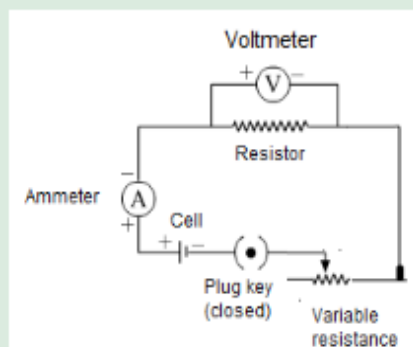 Voltmeter
+ V −
Resistor
−
Ammeter A
+
Cell
+ −
Plug key
(closed)
Variable
resistance